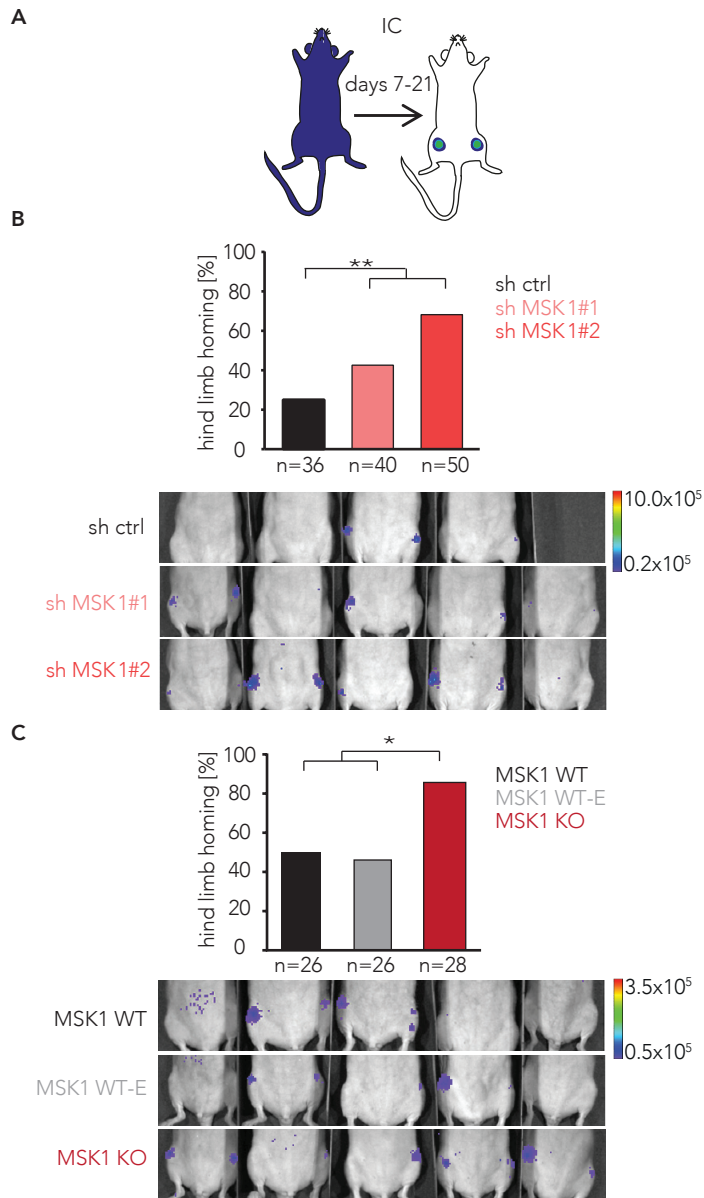 A
IC
days 7-21
B
hind limb homing [%]
100
80
60
40
20
0
**
n=36 n=40 n=50
sh ctrl
sh MSK1#1
sh MSK1#2
sh ctrl
sh MSK1#1
sh MSK1#2
10.0x10⁵
0.2x10⁵
C
hind limb homing [%]
100
80
60
40
20
0
*
n=26 n=26 n=28
MSK1 WT
MSK1 WT-E
MSK1 KO
MSK1 WT
MSK1 WT-E
MSK1 KO
3.5x10⁵
0.5x10⁵